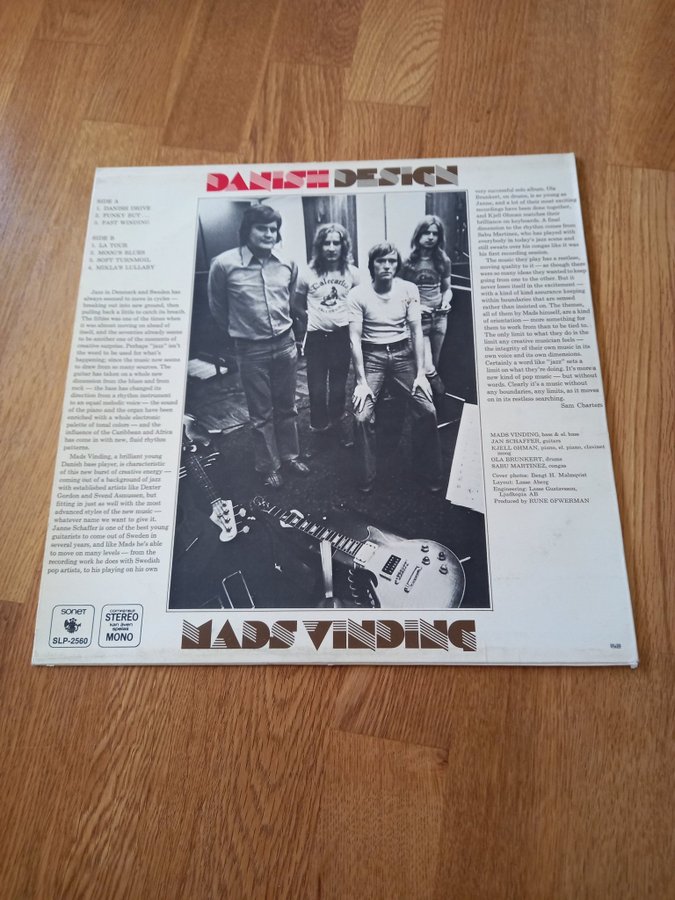 DANISH DESIGN
SIDE A
1. DANISH DRIVE
2. FUNKY BUT...
3. FAST WINDING
SIDE B
1. LA TOUR
2. MOOG'S BLUES
3. SOFT TURNMOIL
4. MIXLA'S LULLABY
Jazz in Denmark and Sweden has
always seemed to move in cycles —
breaking out into new ground, then
pulling back a little to catch its breath.
The fifties was one of the times when
it was almost moving on ahead of
itself, and the seventies already seems
to be another one of the moments of
creative surprise. Perhaps "jazz" isn't
the word to be used for what's
happening; since the music now seems
to draw from so many sources. The
guitar has taken on a whole new
dimension from the blues and from
rock — the bass has changed its
direction from a rhythm instrument
to an equal melodic voice — the sound
of the piano and the organ have been
enriched with a whole electronic
palette of tonal colors — and the
influence of the Caribbean and Africa
has come in with new, fluid rhythm
patterns.
Mads Vinding, a brilliant young
Danish bass player, is characteristic
of this new burst of creative energy —
coming out of a background of jazz
with established artists like Dexter
Gordon and Svend Asmussen, but
fitting in just as well with the most
advanced styles of the new music —
whatever name we want to give it.
Janne Schaffer is one of the best young
guitarists to come out of Sweden in
several years, and like Mads he's able
to move on many levels — from the
recording work he does with Swedish
pop artists, to his playing on his own
very successful solo album. Ola
Brunkert, on drums, is as young as
Janne, and a lot of their most exciting
recordings have been done together,
and Kjell Ohman matches their
brilliance on keyboards. A final
dimension to the rhythm comes from
Sabu Martinez, who has played with
everybody in today's jazz scene and
still sweats over his congas like it was
his first recording session.
The music they play has a restless,
moving quality to it — as though there
were so many ideas they wanted to keep
going from one to the other. But it
never loses itself in the excitement —
with a kind of kind assurance keeping
within boundaries that are sensed
rather than insisted on. The themes,
all of them by Mads himself, are a kind
of orientation — more something for
them to work from than to be tied to.
The only limit to what they do is the
limit any creative musician feels —
the integrity of their own music in its
own voice and its own dimensions.
Certainly a word like "jazz" sets a
limit on what they're doing. It's more a
new kind of pop music — but without
words. Clearly it's a music without
any boundaries, any limits, as it moves
on in its restless searching.
Sam Charters
MADS VINDING, bass & el. bass
JAN SCHAFFER, guitars
KJELL OHMAN, piano, el. piano, clavinet
moog
OLA BRUNKERT, drums
SABU MARTINEZ, congas
Cover photo: Bengt H. Malmqvist
Layout: Lasse Åberg
Engineering: Lasse Gustavsson,
Ljudkopia AB
Produced by RUNE OFWERMAN
sonet
SLP-2560
STEREO
kan även
spelas
MONO
MADS VINDING